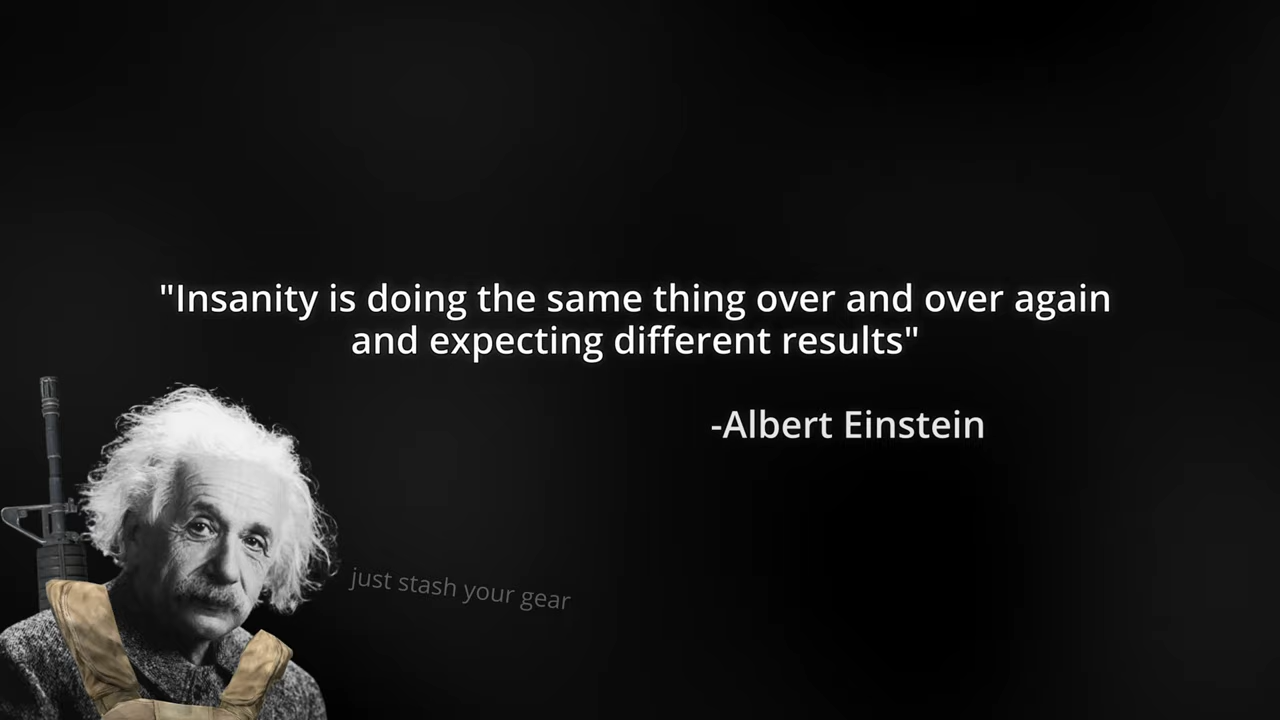 "Insanity is doing the same thing over and over again
and expecting different results"
-Albert Einstein
just stash your gear